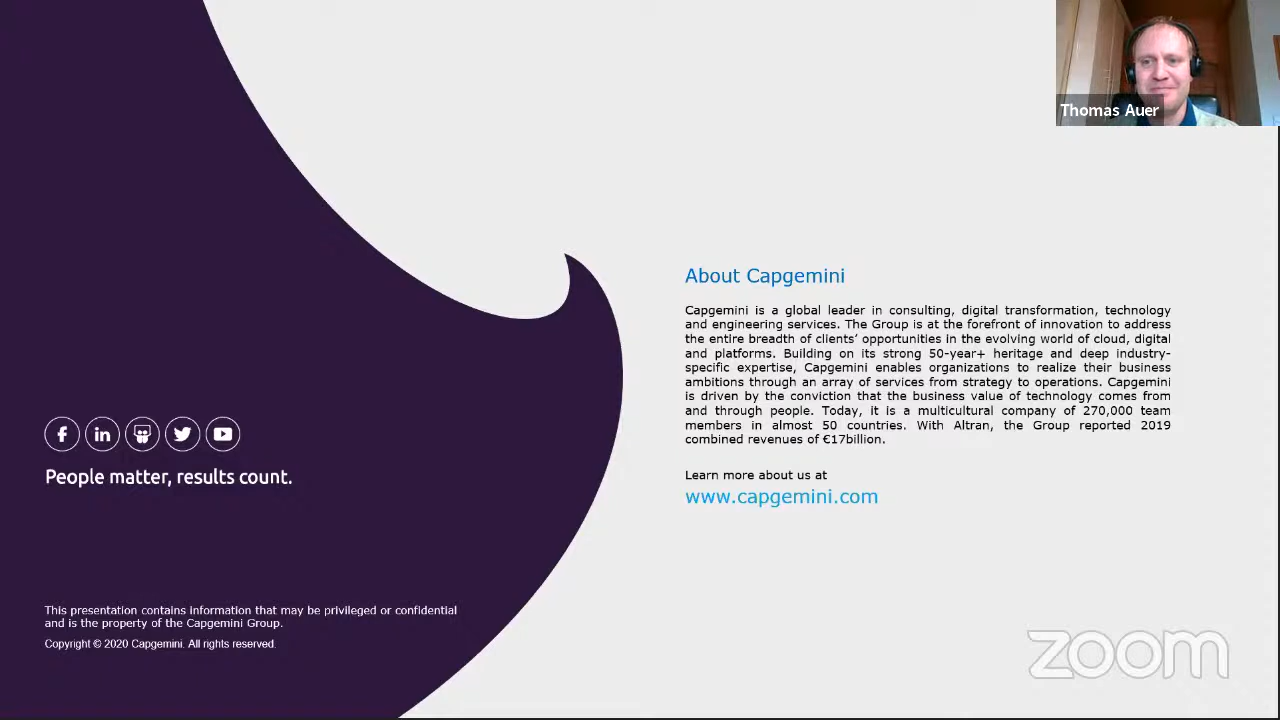 Thomas Auer
About Capgemini
Capgemini is a global leader in consulting, digital transformation, technology
and engineering services. The Group is at the forefront of innovation to address
the entire breadth of clients’ opportunities in the evolving world of cloud, digital
and platforms. Building on its strong 50-year+ heritage and deep industry-
specific expertise, Capgemini enables organizations to realize their business
ambitions through an array of services from strategy to operations. Capgemini
is driven by the conviction that the business value of technology comes from
and through people. Today, it is a multicultural company of 270,000 team
members in almost 50 countries. With Altran, the Group reported 2019
combined revenues of €17billion.
Learn more about us at
www.capgemini.com
People matter, results count.
This presentation contains information that may be privileged or confidential
and is the property of the Capgemini Group.
Copyright © 2020 Capgemini. All rights reserved.
zoom